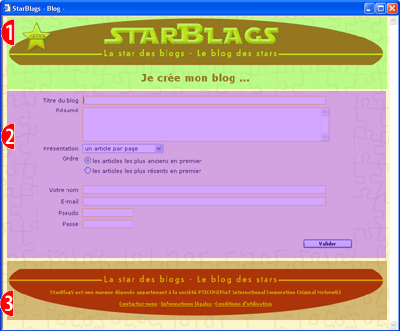 StarBlags - Blog -
1
STARBLAGS
La star des blogs - Le blog des stars
Je crée mon blog ...
2
Titre du blog
Résumé
Présentation
un article par page
Ordre
les articles les plus anciens en premier
les articles les plus récents en premier
Votre nom
E-mail
Pseudo
Passe
Valider
La star des blogs - Le blog des stars
3
StarBlagS est une marque déposée appartenant à la société
International Corporation Original Network
Contactez-nous - Informations légales - Conditions d'utilisation